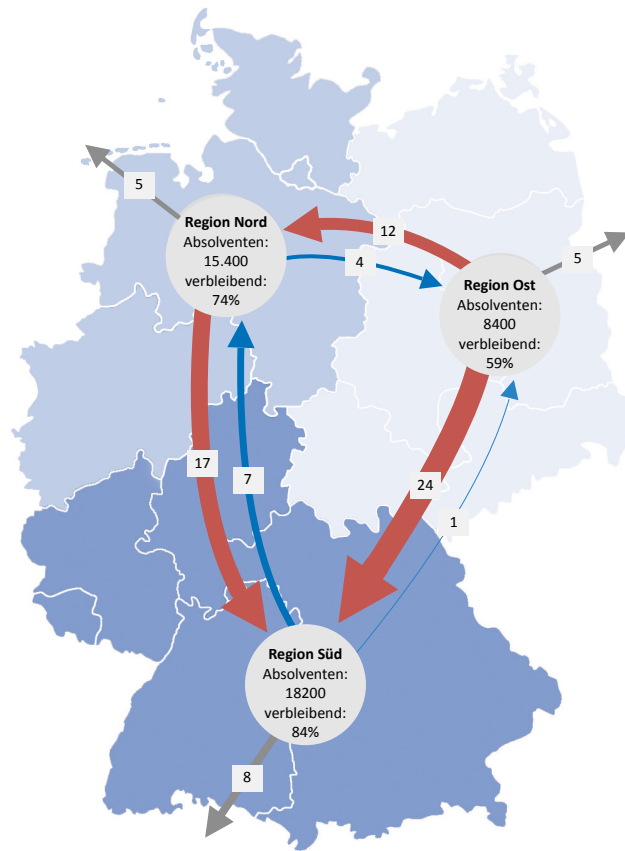 5
Region Nord
Absolventen:
15.400
verbleibend:
74%
12
4
5
Region Ost
Absolventen:
8400
verbleibend:
59%
17
7
24
1
Region Süd
Absolventen:
18200
verbleibend:
84%
8